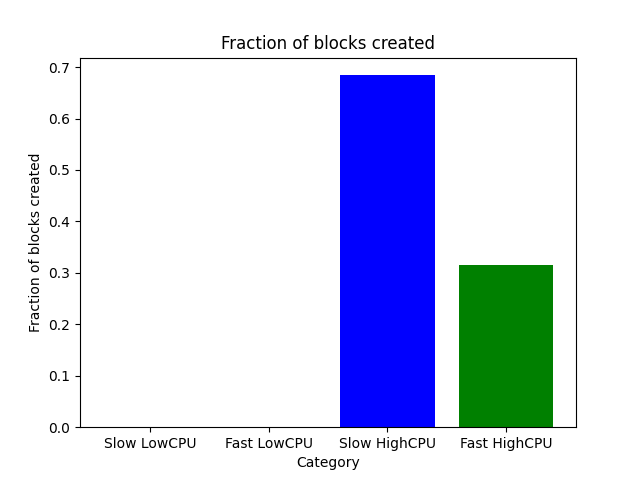 Fraction of blocks created
Fraction of blocks created
0.7
0.6
0.5
0.4
0.3
0.2
0.1
0.0
Slow LowCPU
Fast LowCPU
Slow HighCPU
Fast HighCPU
Category